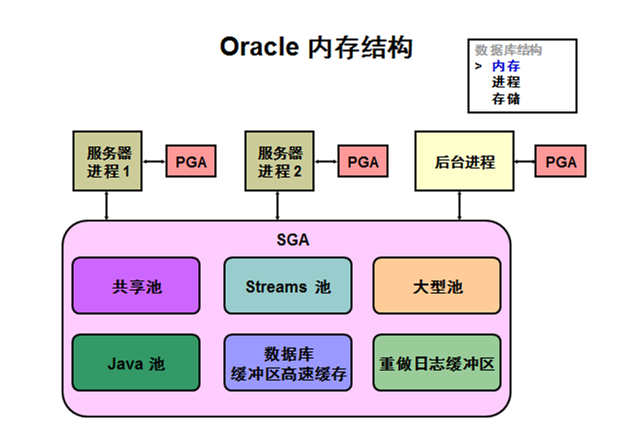 Oracle 内存结构
数据库结构
> 内存
进程
存储
服务器
进程 1
PGA
服务器
进程 2
PGA
后台进程
PGA
SGA
共享池
Streams 池
大型池
Java 池
数据库
缓冲区高速缓存
重做日志缓冲区